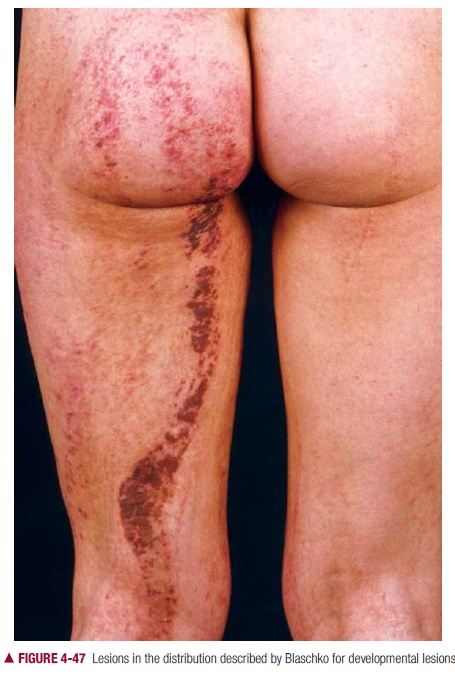 ▲ FIGURE 4-47 Lesions in the distribution described by Blaschko for developmental lesions